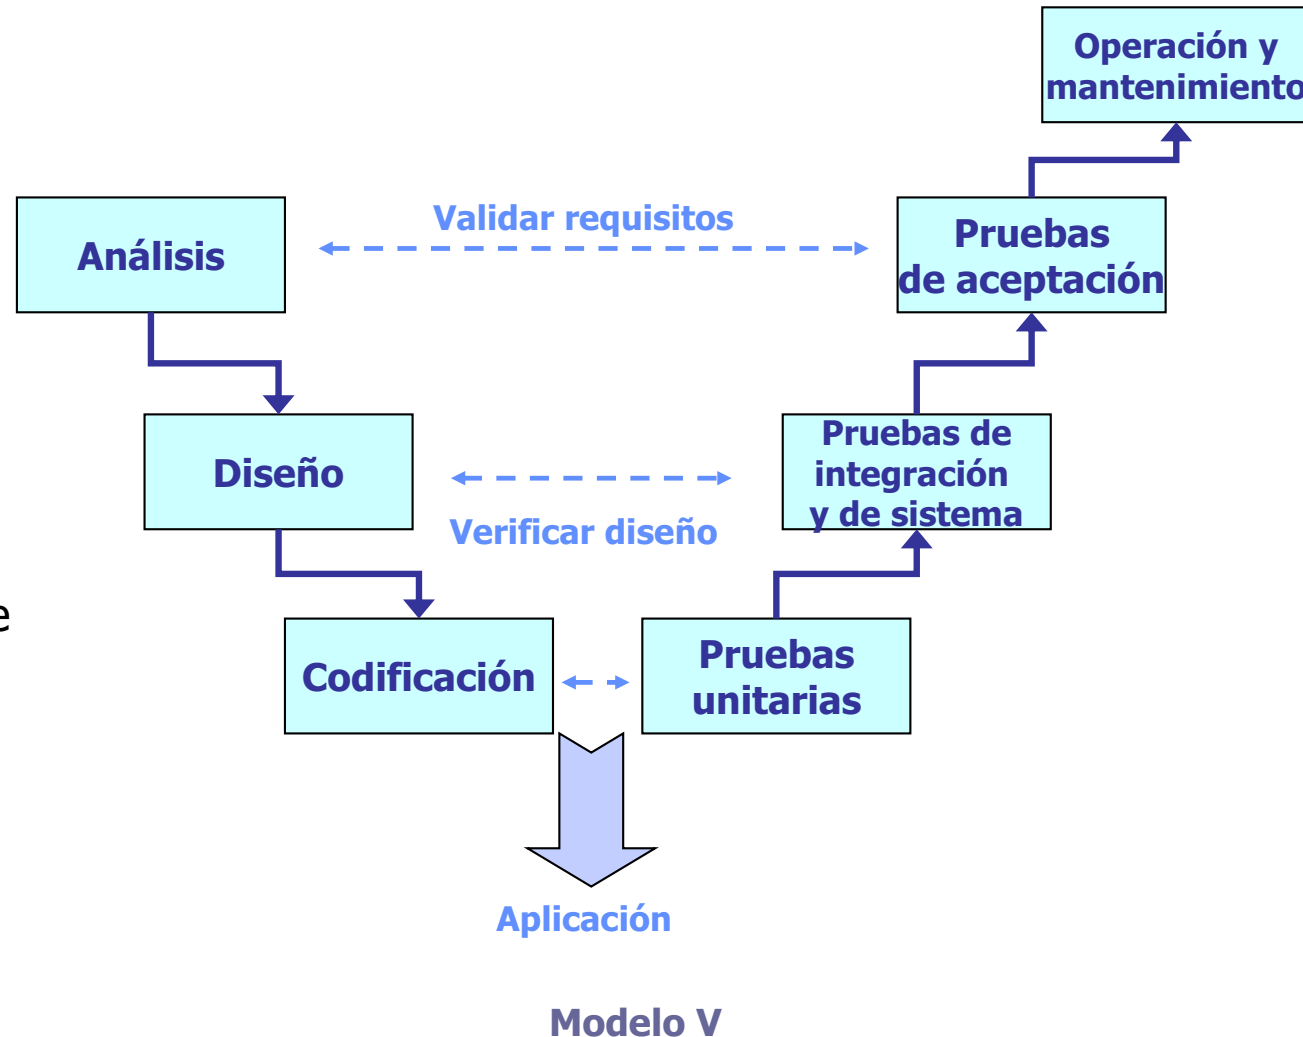 Operación y
mantenimiento
Validar requisitos
Análisis
Pruebas
de aceptación
Diseño
Verificar diseño
Pruebas de
integración
y de sistema
e
Codificación
Pruebas
unitarias
Aplicación
Modelo V